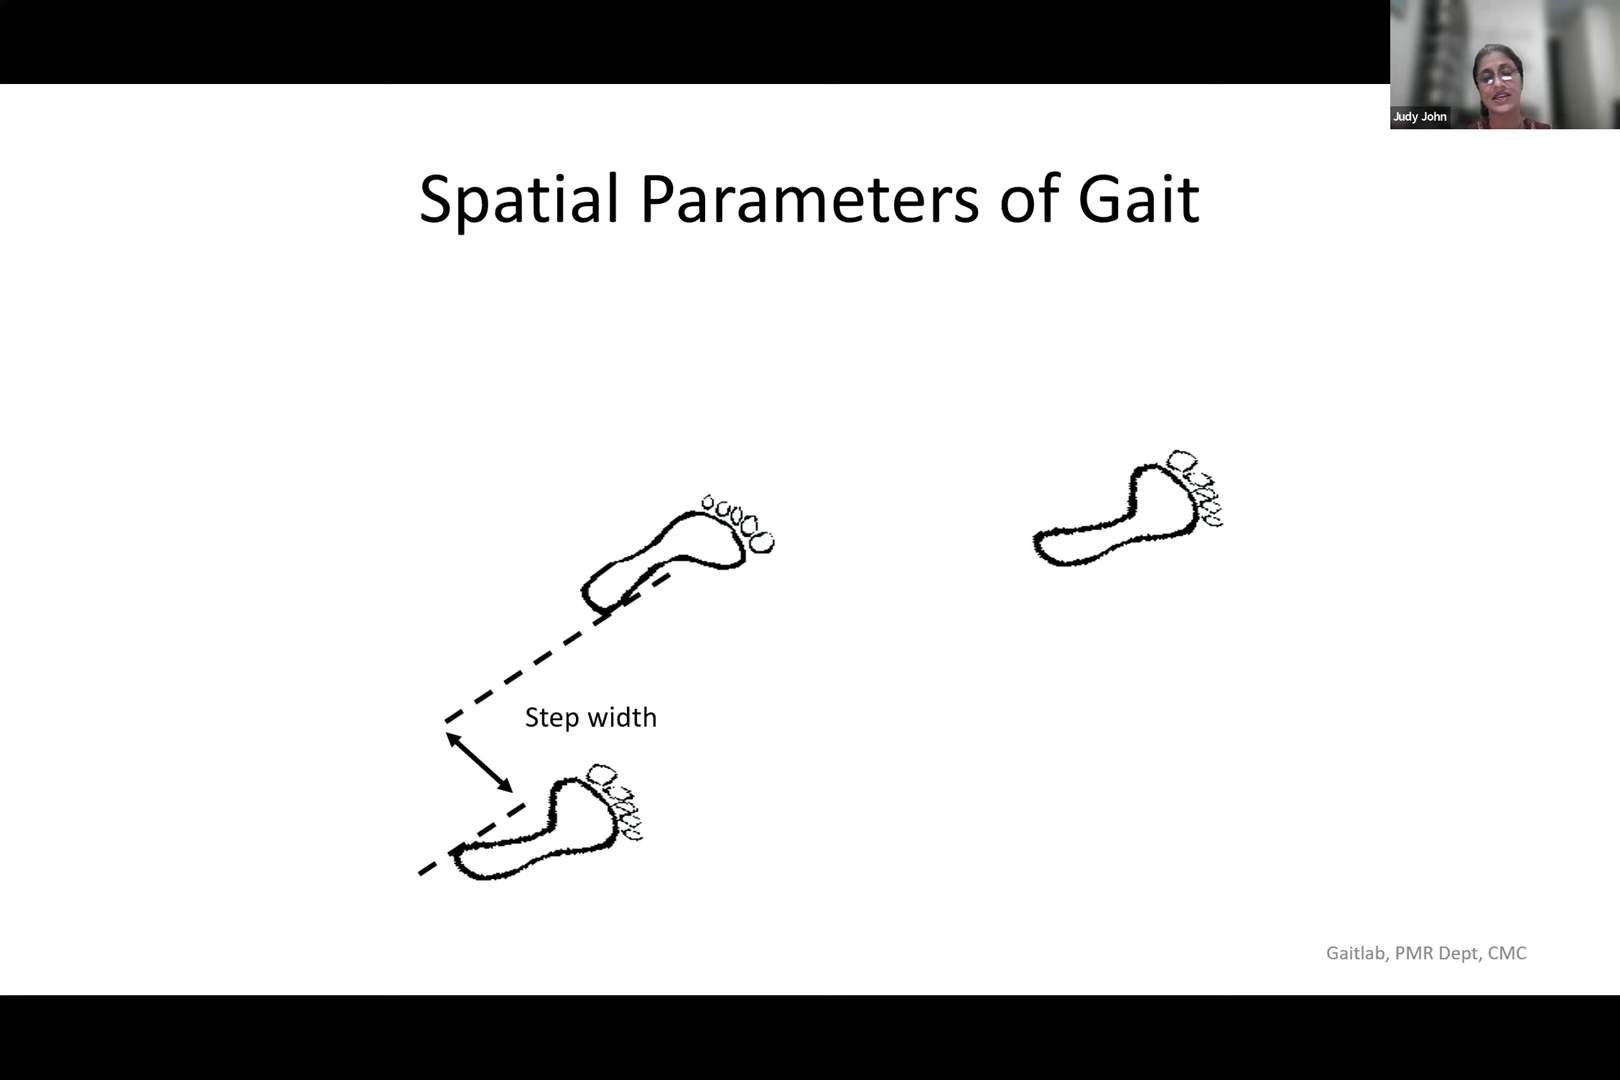 Judy John
Spatial Parameters of Gait
Step width
Gaitlab, PMR Dept, CMC